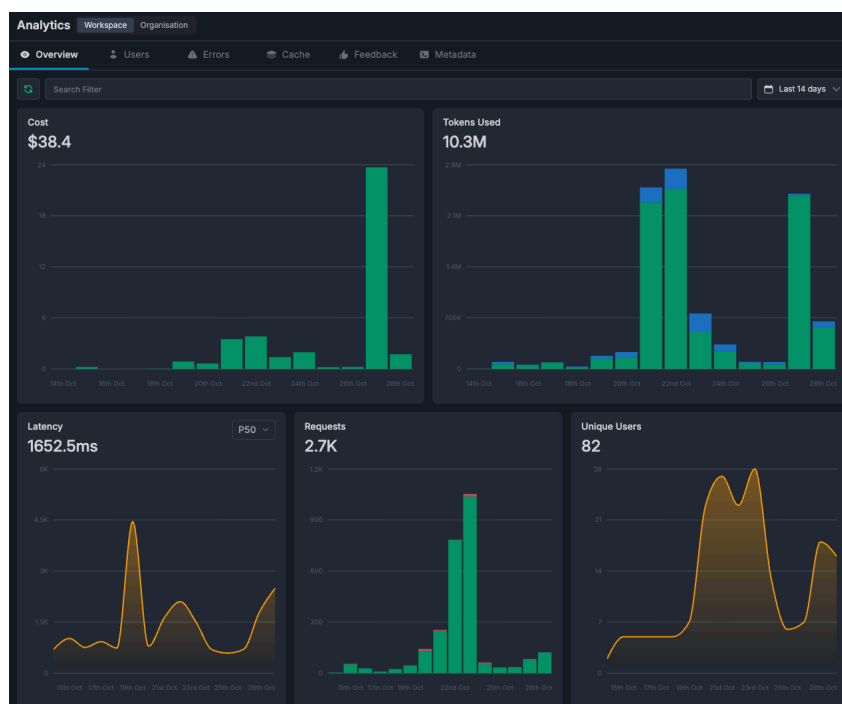 Analytics Workspace Organisation
Overview Users Errors Cache Feedback Metadata
Search Filter Last 14 days
Cost
$38.4
24
18
12
6
0
14th Oct 16th Oct 18th Oct 20th Oct 22nd Oct 24th Oct 26th Oct 28th Oct
Tokens Used
10.3M
2.8M
2.1M
1.4M
700K
0
14th Oct 16th Oct 18th Oct 20th Oct 22nd Oct 24th Oct 26th Oct 28th Oct
Latency P50
1652.5ms
6K
4.5K
3K
1.5K
0
15th Oct 17th Oct 19th Oct 21st Oct 23rd Oct 25th Oct 28th Oct
Requests
2.7K
1.2K
900
600
300
0
15th Oct 17th Oct 19th Oct 22nd Oct 25th Oct 28th Oct
Unique Users
82
28
21
14
7
0
15th Oct 17th Oct 19th Oct 21st Oct 23rd Oct 25th Oct 28th Oct